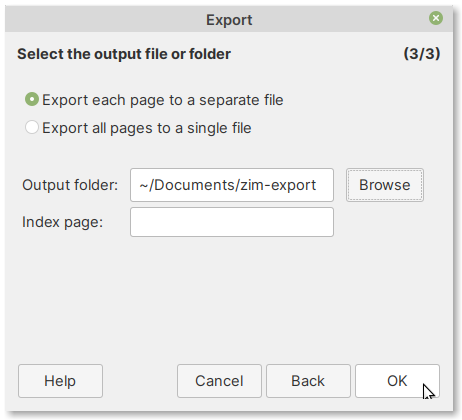 Export
Select the output file or folder (3/3)
Export each page to a separate file
Export all pages to a single file
Output folder: ~/Documents/zim-export Browse
Index page:
Help Cancel Back OK